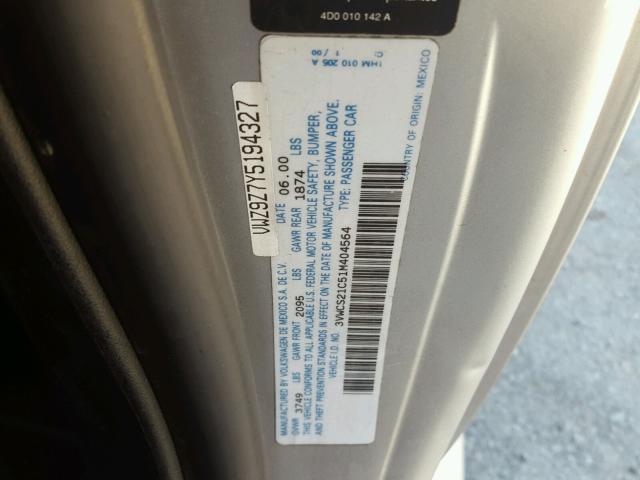 4D0 010 142 A
1HM 010 205 A
1 / 00
VWZ9Z7Y5194327
MANUFACTURED BY VOLKSWAGEN DE MEXICO S.A. DE C.V. DATE 06.00
GVWR 3749 LBS GAWR FRONT 2095 LBS GAWR REAR 1874 LBS
THIS VEHICLE CONFORMS TO ALL APPLICABLE U.S. FEDERAL MOTOR VEHICLE SAFETY, BUMPER,
AND THEFT PREVENTION STANDARDS IN EFFECT ON THE DATE OF MANUFACTURE SHOWN ABOVE.
VEHICLE I.D. NO. 3VWCS21C51M404564 TYPE: PASSENGER CAR
COUNTRY OF ORIGIN: MEXICO